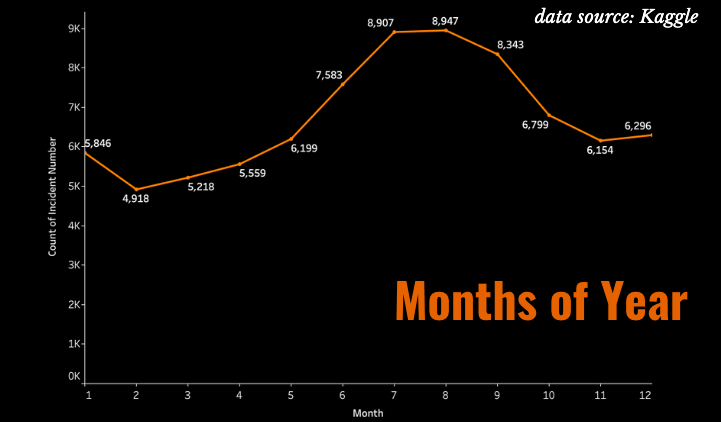 data source: Kaggle
9K
8K
7K
6K
5K
4K
3K
2K
1K
0K
Count of Incident Number
5,846
4,918
5,218
5,559
6,199
7,583
8,907
8,947
8,343
6,799
6,154
6,296
Months of Year
1 2 3 4 5 6 7 8 9 10 11 12
Month